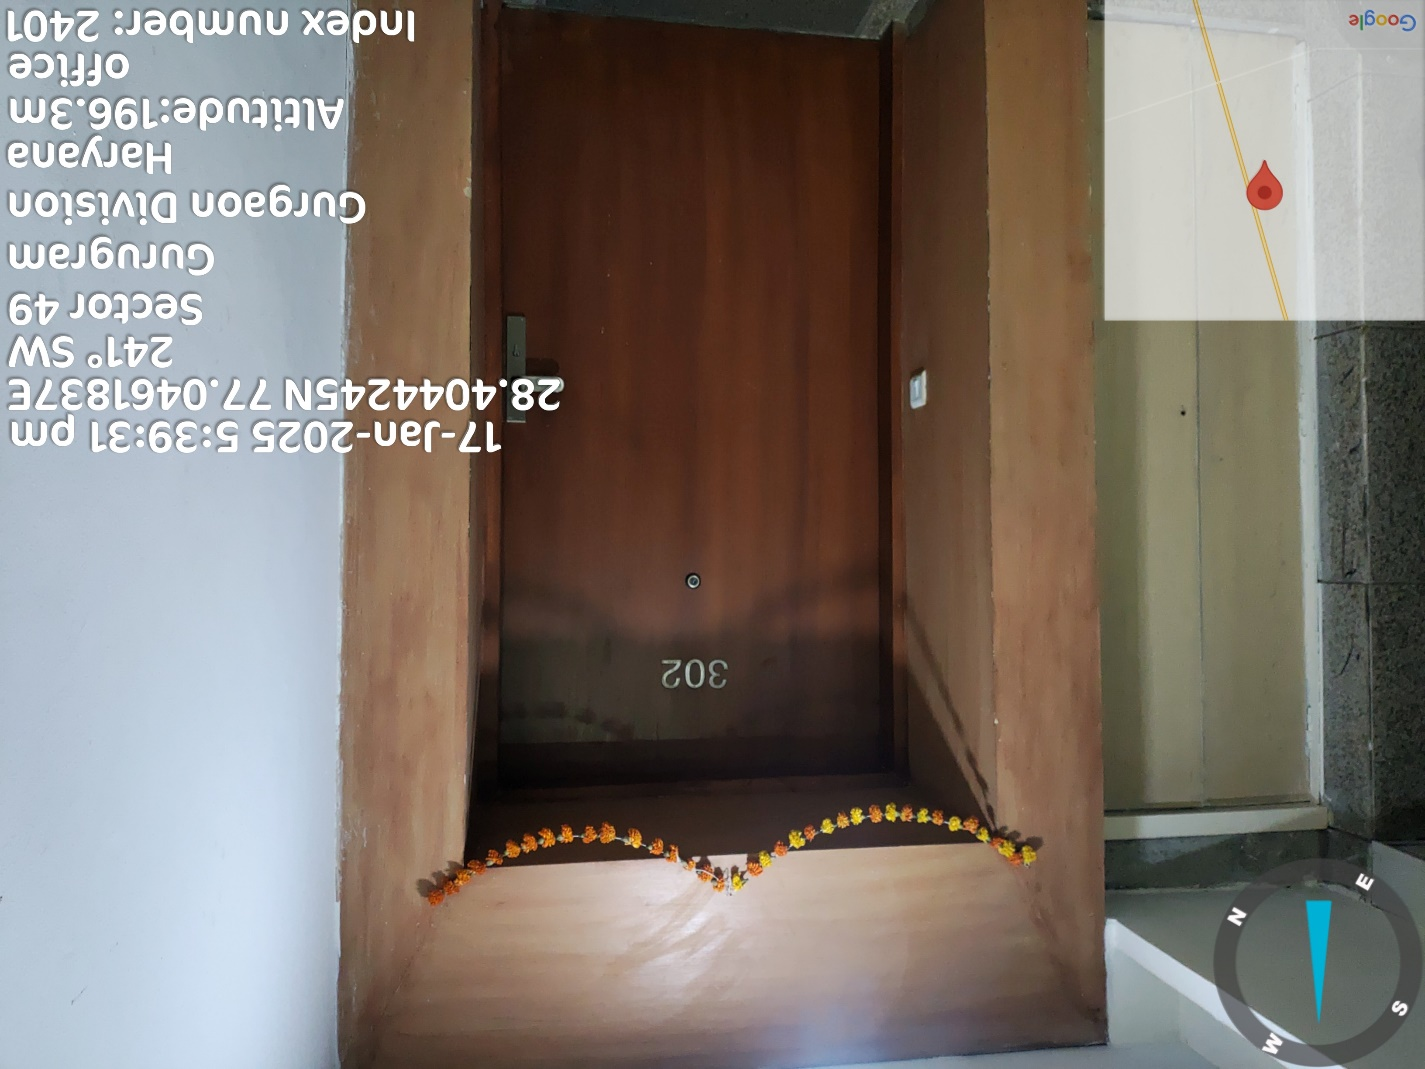 17-Jan-2025 5:39:31 pm
28.4044245N 77.0461837E
241° SW
Sector 49
Gurugram
Gurgaon Division
Haryana
Altitude:196.3m
office
Index number: 2401
302
Google
N
E
S
W